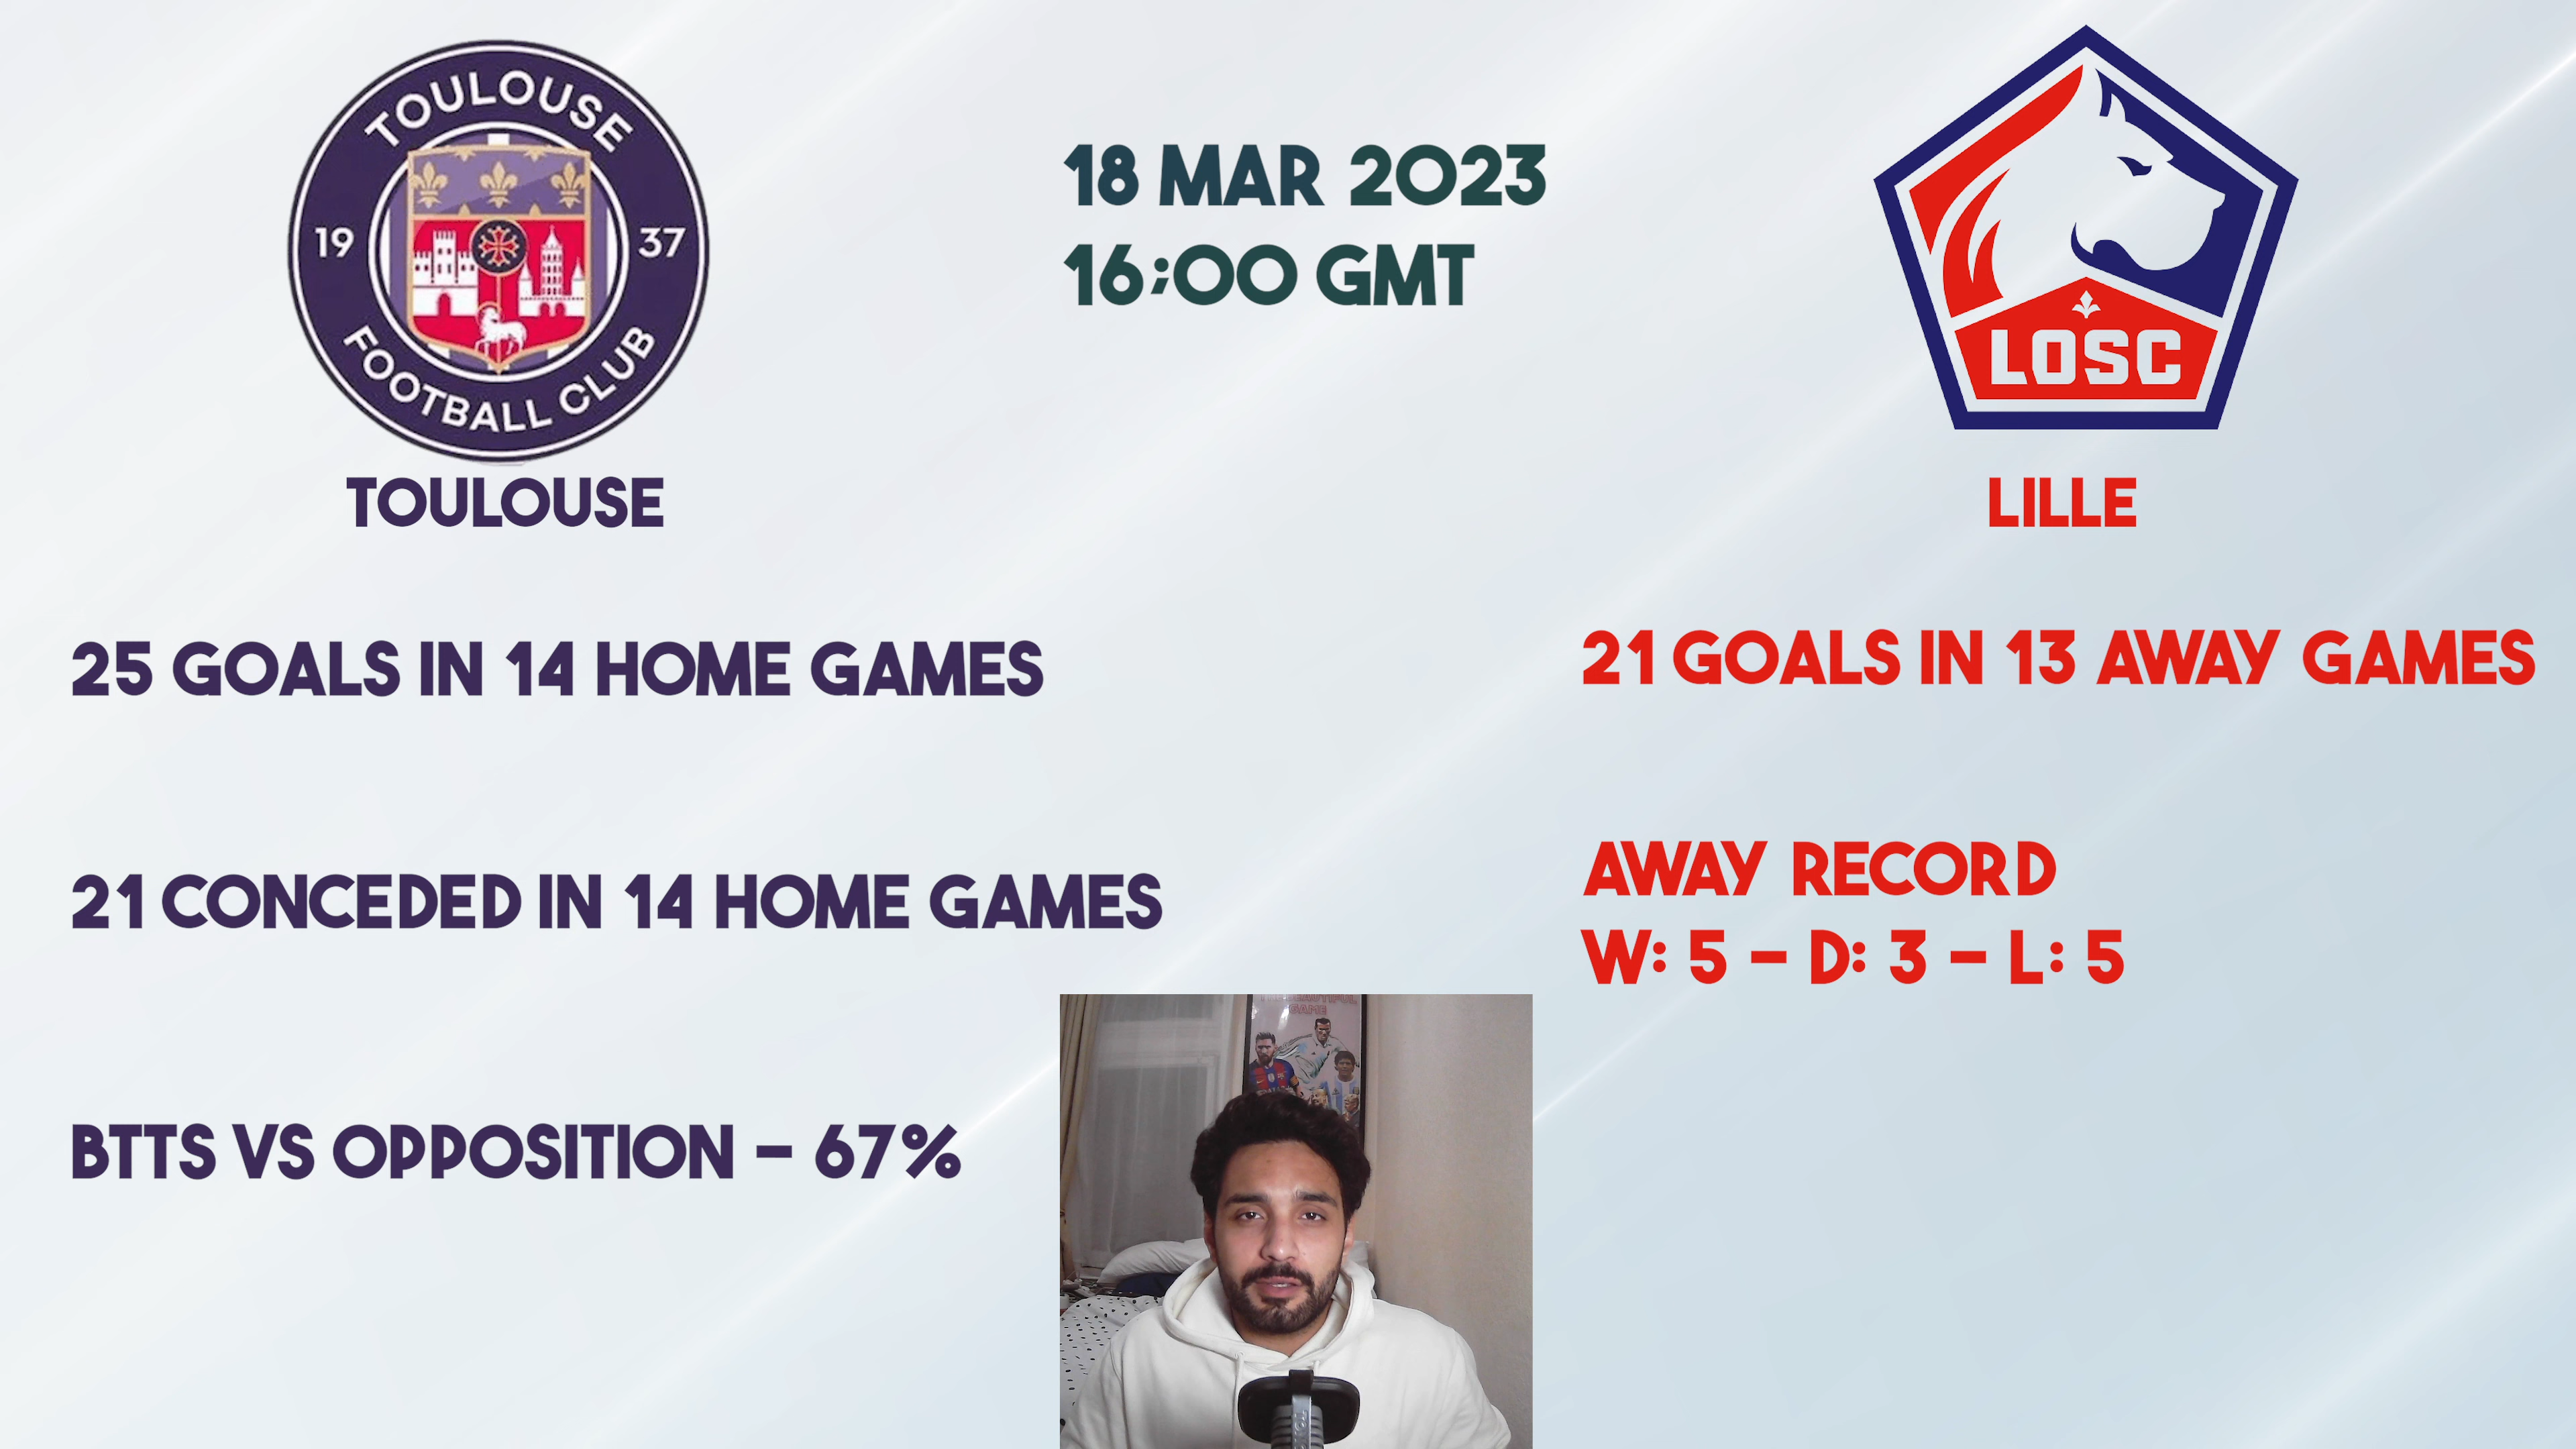 TOULOUSE
19 37
FOOTBALL CLUB
TOULOUSE
18 MAR 2023
16;00 GMT
LOSC
LILLE
25 GOALS IN 14 HOME GAMES
21 CONCEDED IN 14 HOME GAMES
BTTS VS OPPOSITION - 67%
21 GOALS IN 13 AWAY GAMES
AWAY RECORD
W: 5 - D: 3 - L: 5
GAME